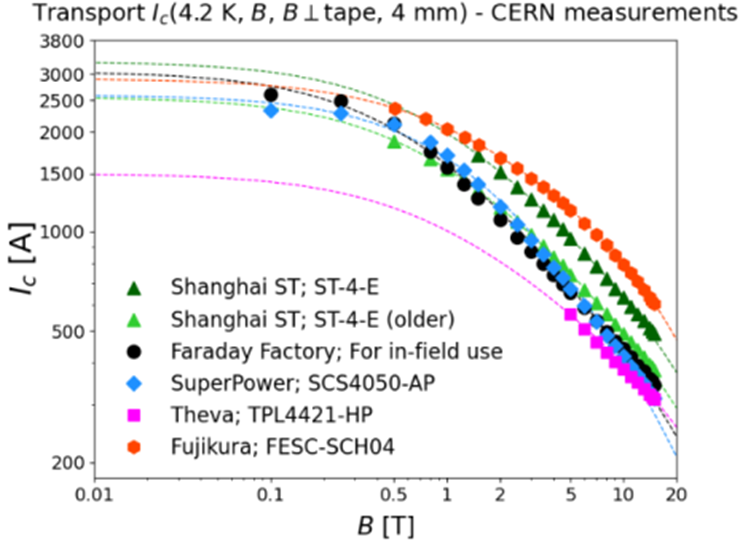 Transport I_c(4.2 K, B, B⊥tape, 4 mm) - CERN measurements
3800
3000
2500
2000
1500
1000
500
200
I_c [A]
Shanghai ST; ST-4-E
Shanghai ST; ST-4-E (older)
Faraday Factory; For in-field use
SuperPower; SCS4050-AP
Theva; TPL4421-HP
Fujikura; FESC-SCH04
0.01 0.1 0.5 1 2 5 10 20
B [T]